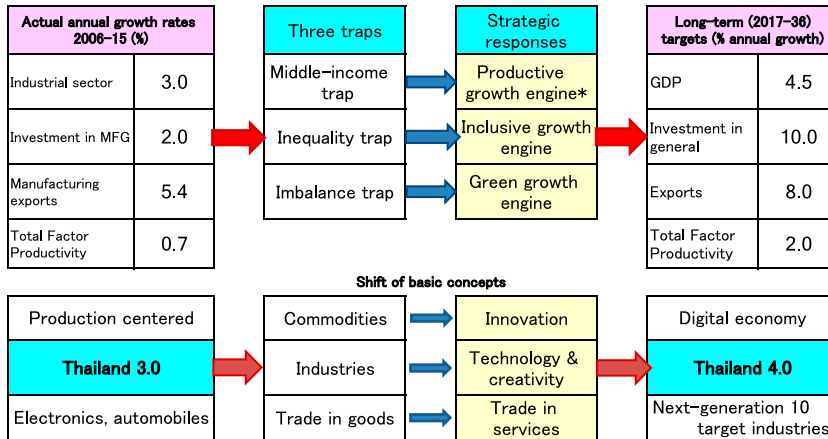 Actual annual growth rates
2006-15 (%)
Industrial sector 3.0
Investment in MFG 2.0
Manufacturing
exports 5.4
Total Factor
Productivity 0.7
Three traps
Middle-income
trap
Inequality trap
Imbalance trap
Strategic
responses
Productive
growth engine*
Inclusive growth
engine
Green growth
engine
Long-term (2017-36)
targets (% annual growth)
GDP 4.5
Investment in
general 10.0
Exports 8.0
Total Factor
Productivity 2.0
Shift of basic concepts
Production centered
Thailand 3.0
Electronics, automobiles
Commodities
Industries
Trade in goods
Innovation
Technology &
creativity
Trade in
services
Digital economy
Thailand 4.0
Next-generation 10
target industries